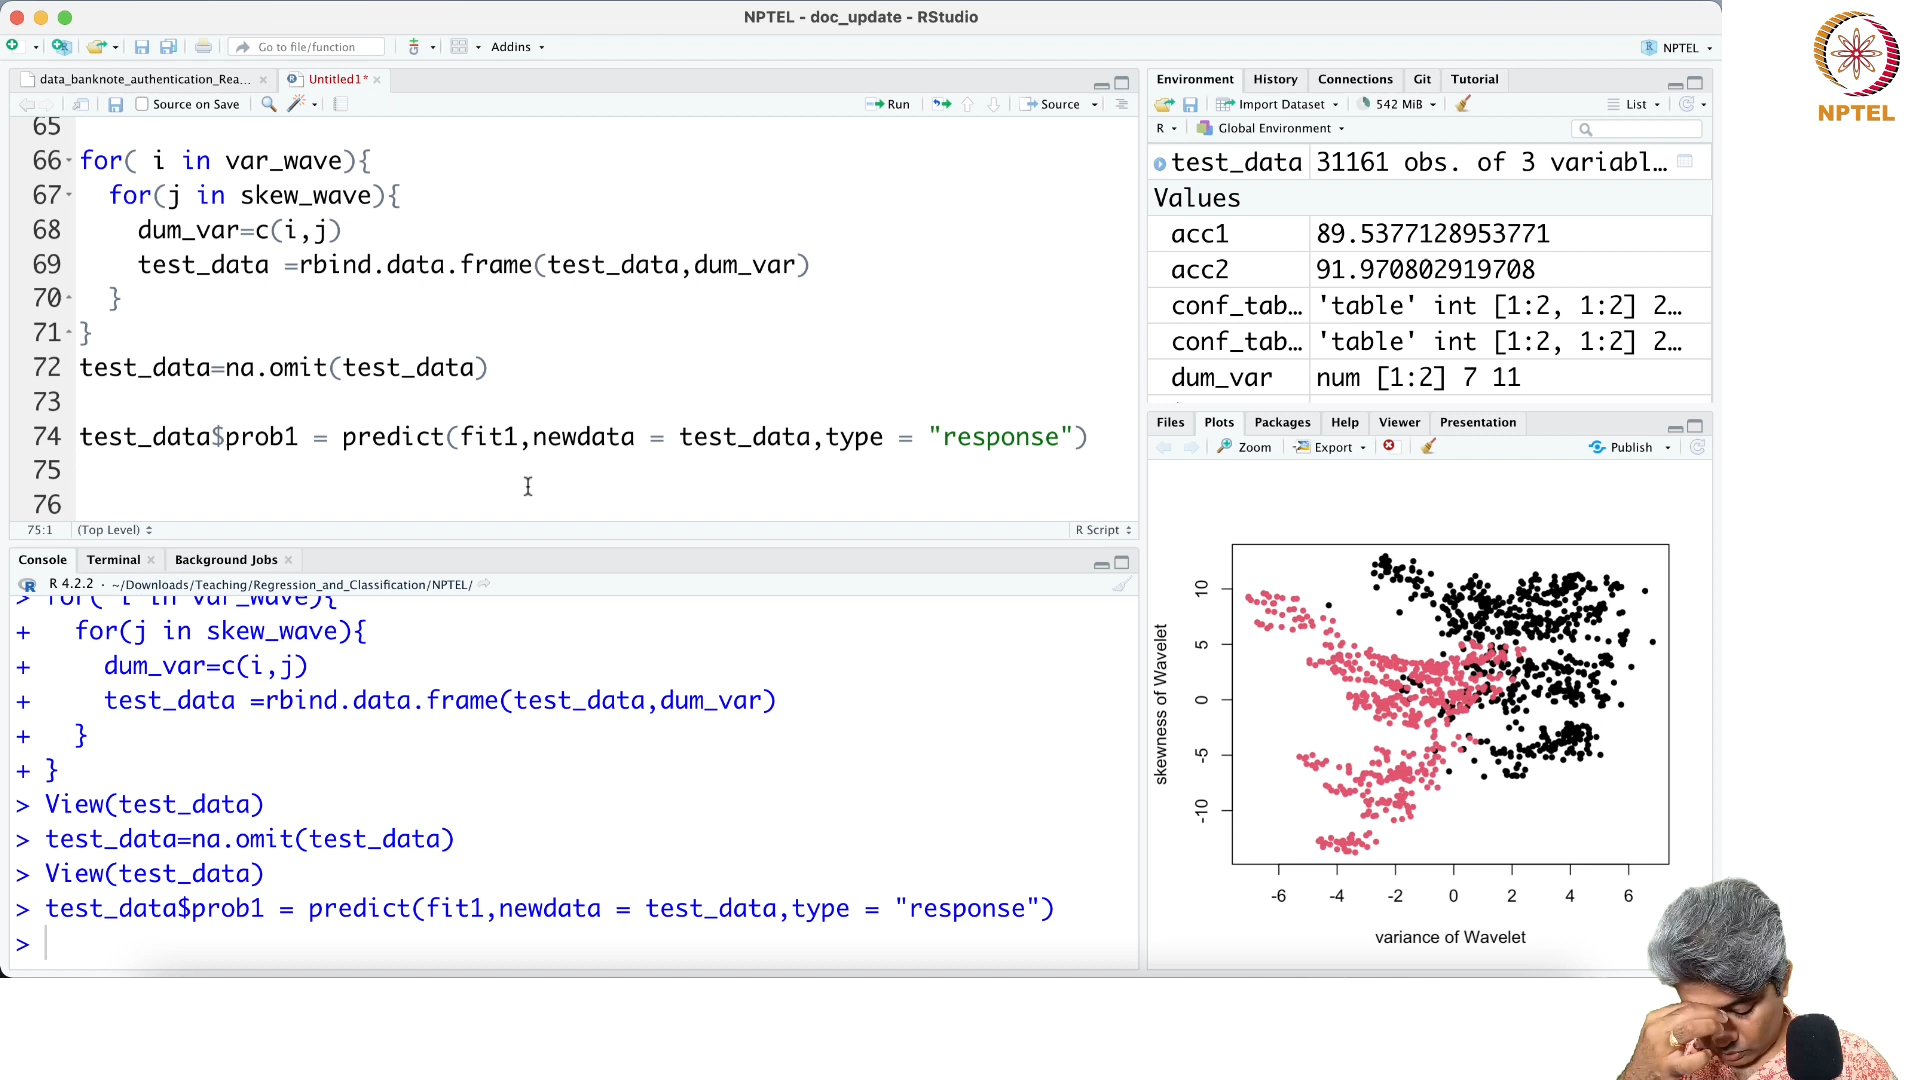 NPTEL - doc_update - RStudio
Go to file/function
Addins
NPTEL
data_banknote_authentication_Rea...
Untitled1*
Source on Save
Run
Source
65
66 for( i in var_wave){
67 for(j in skew_wave){
68 dum_var=c(i,j)
69 test_data =rbind.data.frame(test_data,dum_var)
70 }
71 }
72 test_data=na.omit(test_data)
73
74 test_data$prob1 = predict(fit1,newdata = test_data,type = "response")
75
76
75:1 (Top Level) R Script
Console Terminal Background Jobs
R 4.2.2 · ~/Downloads/Teaching/Regression_and_Classification/NPTEL/
> for( i in var_wave){
+ for(j in skew_wave){
+ dum_var=c(i,j)
+ test_data =rbind.data.frame(test_data,dum_var)
+ }
+ }
> View(test_data)
> test_data=na.omit(test_data)
> View(test_data)
> test_data$prob1 = predict(fit1,newdata = test_data,type = "response")
>
Environment History Connections Git Tutorial
Import Dataset 542 MiB List
R Global Environment
test_data 31161 obs. of 3 variabl...
Values
acc1 89.5377128953771
acc2 91.970802919708
conf_tab... 'table' int [1:2, 1:2] 2...
conf_tab... 'table' int [1:2, 1:2] 2...
dum_var num [1:2] 7 11
Files Plots Packages Help Viewer Presentation
Zoom Export Publish
skewness of Wavelet
10
5
0
-5
-10
-6 -4 -2 0 2 4 6
variance of Wavelet
NPTEL